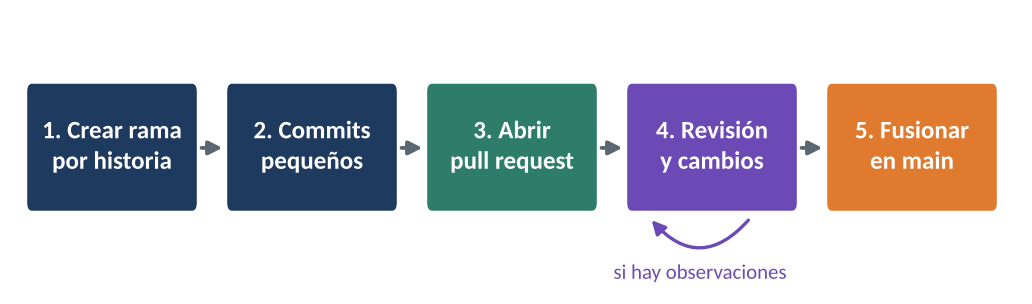 1. Crear rama
por historia
2. Commits
pequeños
3. Abrir
pull request
4. Revisión
y cambios
5. Fusionar
en main
si hay observaciones